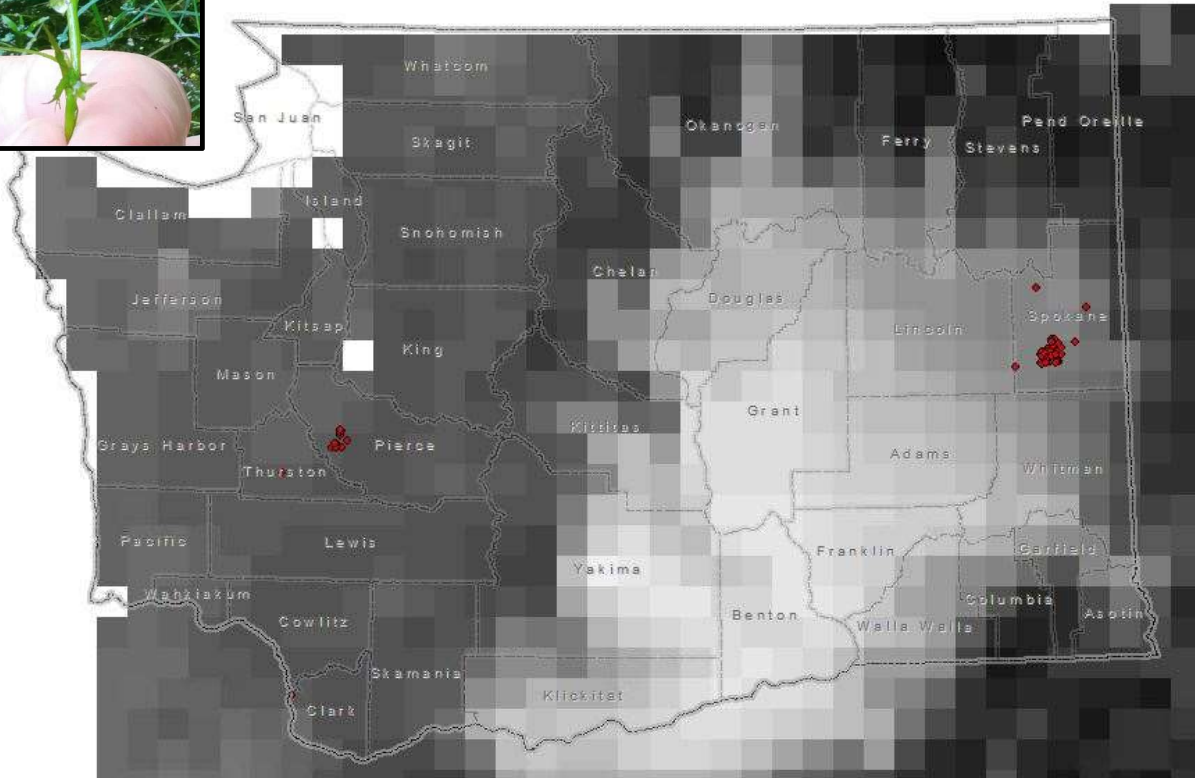 Whatcom
San Juan
Okanogan
Pend Oreille
Skagit
Ferry
Stevens
Island
Clallam
Snohomish
Chelan
Jefferson
Douglas
Spokane
Kitsap
Lincoln
King
Mason
Grant
Kittitas
Grays Harbor
Pierce
Adams
Thurston
Whitman
Pacific
Lewis
Franklin
Garfield
Yakima
Wahkiakum
Columbia
Asotin
Cowlitz
Benton
Walla Walla
Skamania
Klickitat
Clark